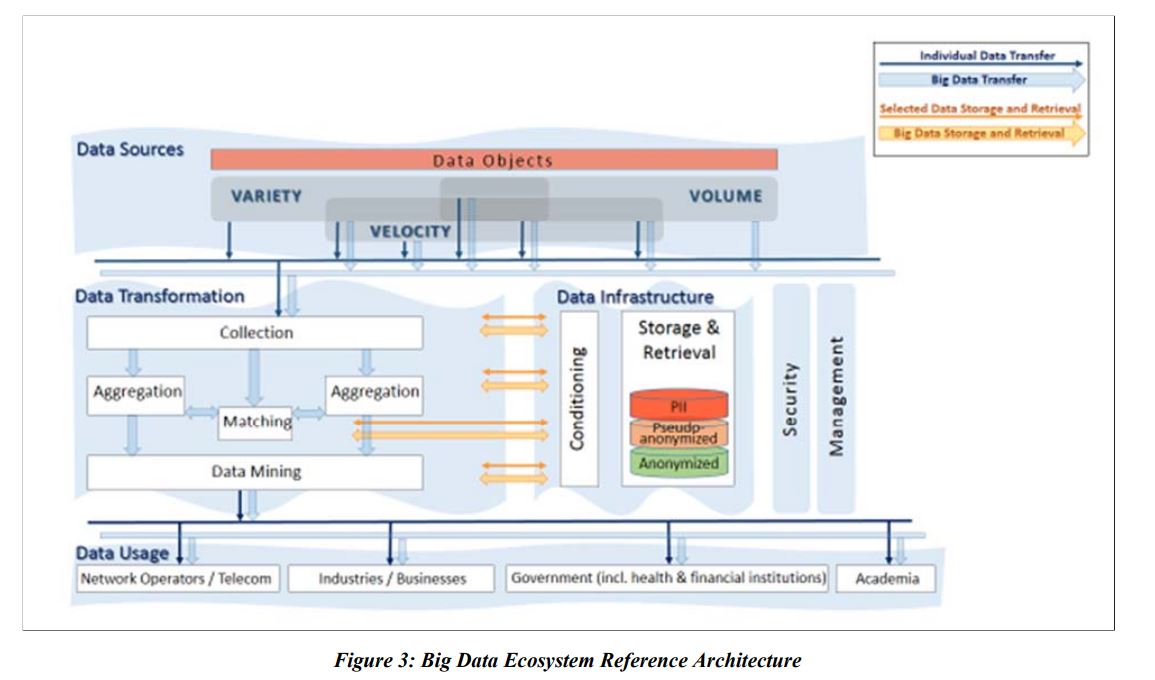 Individual Data Transfer
Big Data Transfer
Selected Data Storage and Retrieval
Big Data Storage and Retrieval
Data Sources
Data Objects
VARIETY
VOLUME
VELOCITY
Data Transformation
Collection
Aggregation
Aggregation
Matching
Data Mining
Data Infrastructure
Conditioning
Storage &
Retrieval
PII
Pseudp-
anonymized
Anonymized
Security
Management
Data Usage
Network Operators / Telecom
Industries / Businesses
Government (incl. health & financial institutions)
Academia
Figure 3: Big Data Ecosystem Reference Architecture